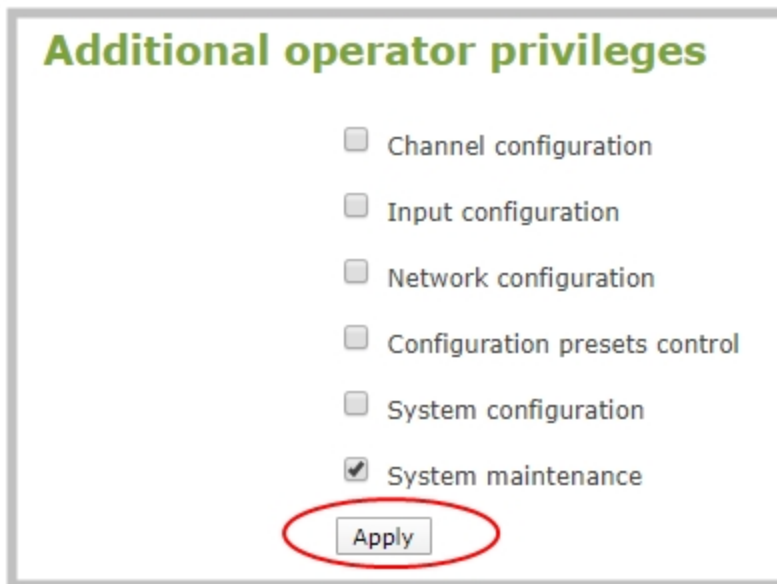 Additional operator privileges
Channel configuration
Input configuration
Network configuration
Configuration presets control
System configuration
System maintenance
Apply